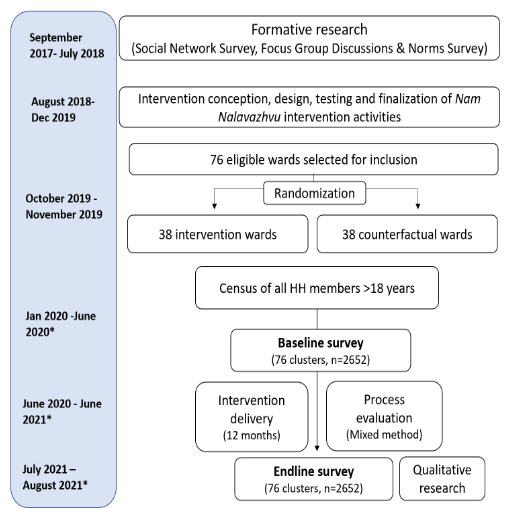 September
2017- July 2018
Formative research
(Social Network Survey, Focus Group Discussions & Norms Survey)
August 2018-
Dec 2019
Intervention conception, design, testing and finalization of Nam
Nalavazhvu intervention activities
76 eligible wards selected for inclusion
Randomization
October 2019 -
November 2019
38 intervention wards
38 counterfactual wards
Census of all HH members >18 years
Jan 2020 -June
2020*
Baseline survey
(76 clusters, n=2652)
June 2020 - June
2021*
Intervention
delivery
(12 months)
Process
evaluation
(Mixed method)
July 2021 –
August 2021*
Endline survey
(76 clusters, n=2652)
Qualitative
research